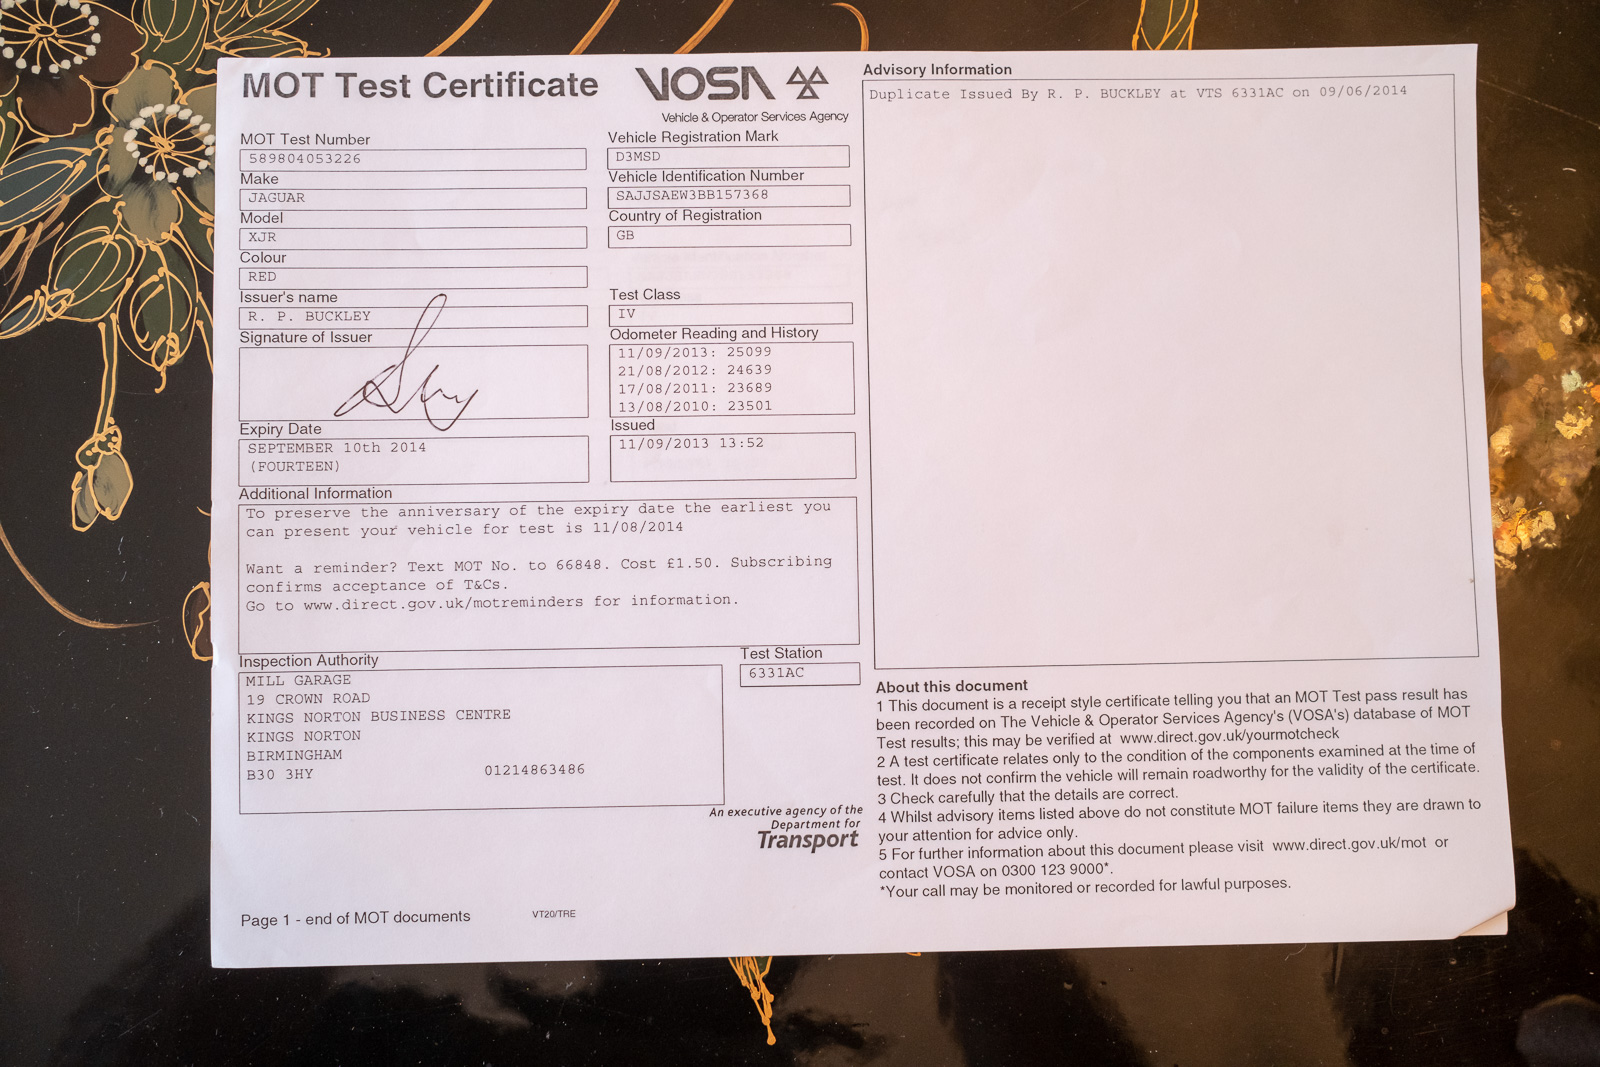 MOT Test Certificate
VOSA
Vehicle & Operator Services Agency
MOT Test Number
589804053226
Vehicle Registration Mark
D3MSD
Make
JAGUAR
Vehicle Identification Number
SAJJSAEW3BB157368
Model
XJR
Country of Registration
GB
Colour
RED
Issuer's name
R. P. BUCKLEY
Test Class
IV
Signature of Issuer
Odometer Reading and History
11/09/2013: 25099
21/08/2012: 24639
17/08/2011: 23689
13/08/2010: 23501
Expiry Date
SEPTEMBER 10th 2014
(FOURTEEN)
Issued
11/09/2013 13:52
Additional Information
To preserve the anniversary of the expiry date the earliest you
can present your vehicle for test is 11/08/2014
Want a reminder? Text MOT No. to 66848. Cost £1.50. Subscribing
confirms acceptance of T&Cs.
Go to www.direct.gov.uk/motreminders for information.
Inspection Authority
MILL GARAGE
19 CROWN ROAD
KINGS NORTON BUSINESS CENTRE
KINGS NORTON
BIRMINGHAM
B30 3HY 01214863486
Test Station
6331AC
An executive agency of the
Department for
Transport
Page 1 - end of MOT documents
VT20/TRE
Advisory Information
Duplicate Issued By R. P. BUCKLEY at VTS 6331AC on 09/06/2014
About this document
1 This document is a receipt style certificate telling you that an MOT Test pass result has
been recorded on The Vehicle & Operator Services Agency's (VOSA's) database of MOT
Test results; this may be verified at www.direct.gov.uk/yourmotcheck
2 A test certificate relates only to the condition of the components examined at the time of
test. It does not confirm the vehicle will remain roadworthy for the validity of the certificate.
3 Check carefully that the details are correct.
4 Whilst advisory items listed above do not constitute MOT failure items they are drawn to
your attention for advice only.
5 For further information about this document please visit www.direct.gov.uk/mot or
contact VOSA on 0300 123 9000*.
*Your call may be monitored or recorded for lawful purposes.